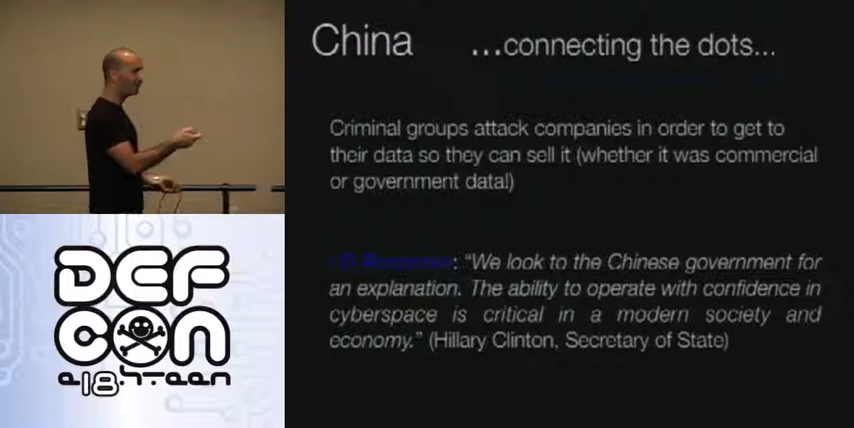 China ...connecting the dots...
Criminal groups attack companies in order to get to
their data so they can sell it (whether it was commercial
or government data!)
: “We look to the Chinese government for
an explanation. The ability to operate with confidence in
cyberspace is critical in a modern society and
economy.” (Hillary Clinton, Secretary of State)
DEF
CON